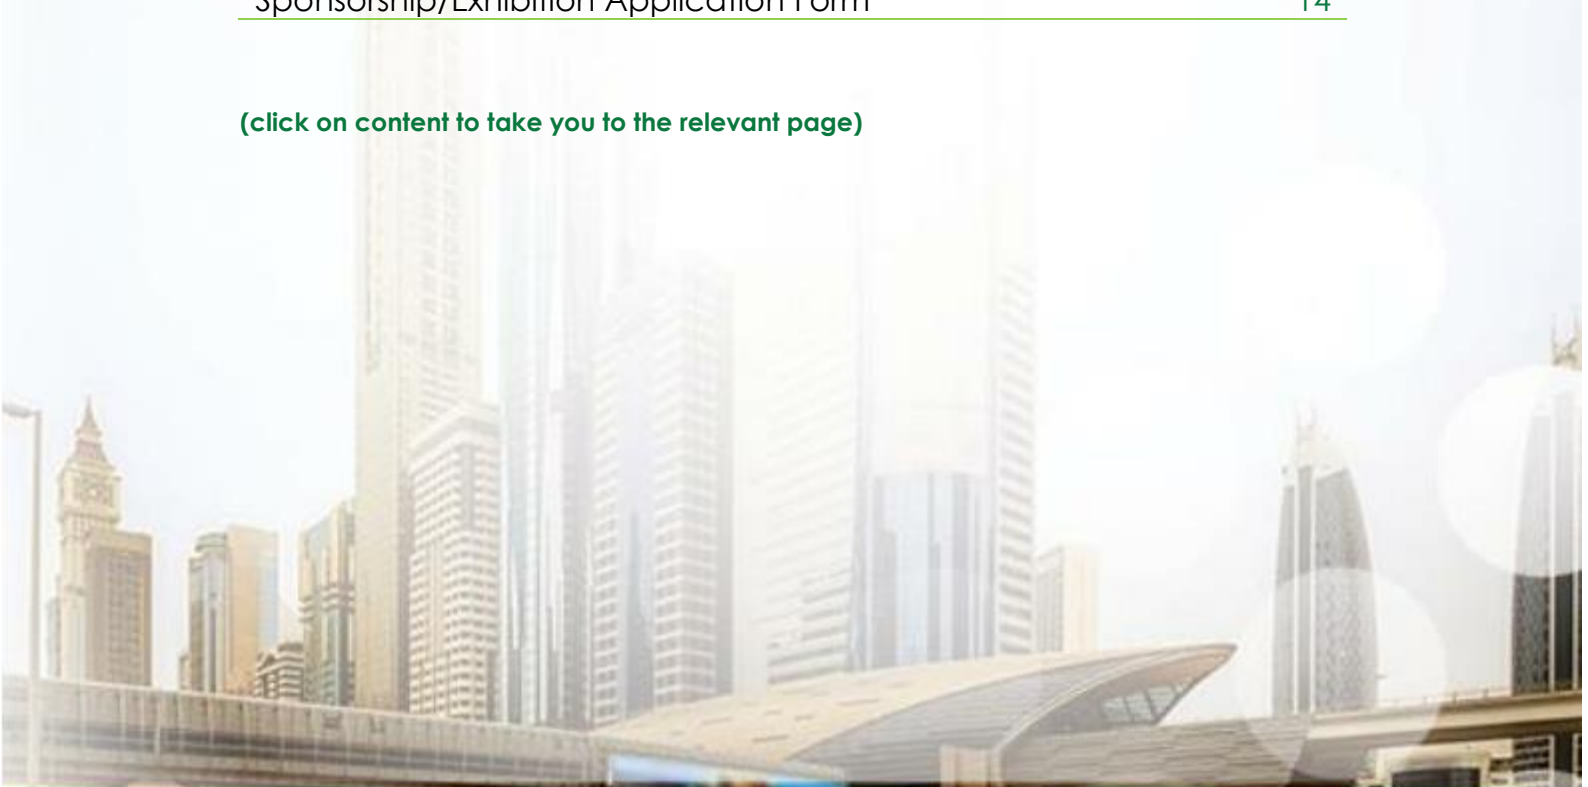 Sponsorship/Exhibition Application Form 14
(click on content to take you to the relevant page)